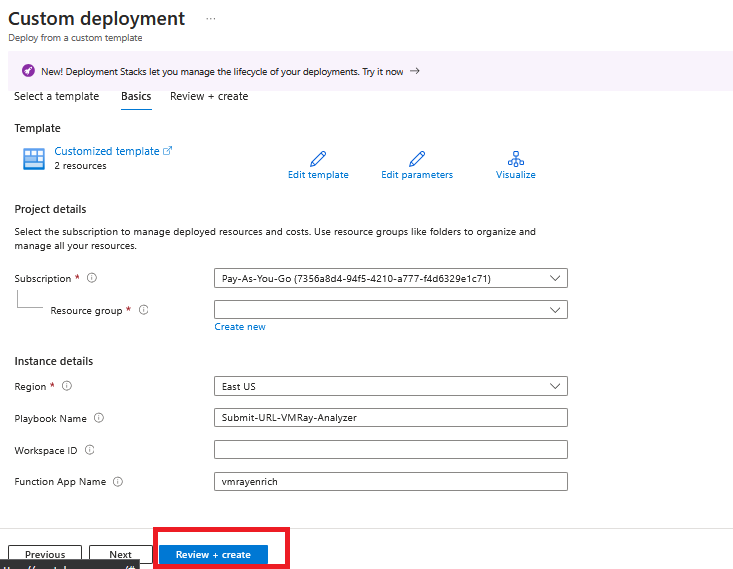 Custom deployment ...
Deploy from a custom template
New! Deployment Stacks let you manage the lifecycle of your deployments. Try it now →
Select a template Basics Review + create
Template
Customized template
2 resources
Edit template Edit parameters Visualize
Project details
Select the subscription to manage deployed resources and costs. Use resource groups like folders to organize and
manage all your resources.
Subscription * Pay-As-You-Go (7356a8d4-94f5-4210-a777-f4d6329e1c71)
Resource group *
Create new
Instance details
Region * East US
Playbook Name Submit-URL-VMRay-Analyzer
Workspace ID
Function App Name vmrayenrich
Previous Next Review + create